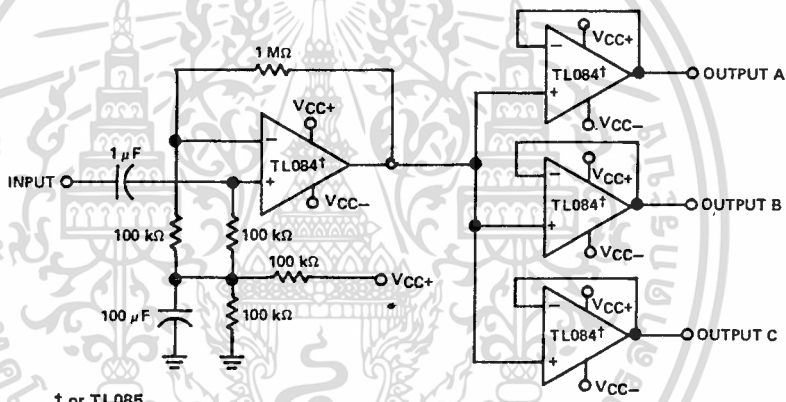 1 MΩ
VCC+
TL084†
VCC−
1 μF
INPUT
100 kΩ
100 kΩ
100 kΩ
VCC+
100 μF
100 kΩ
VCC+
TL084†
VCC−
OUTPUT A
VCC+
TL084†
VCC−
OUTPUT B
VCC+
TL084†
VCC−
OUTPUT C
† or TL085